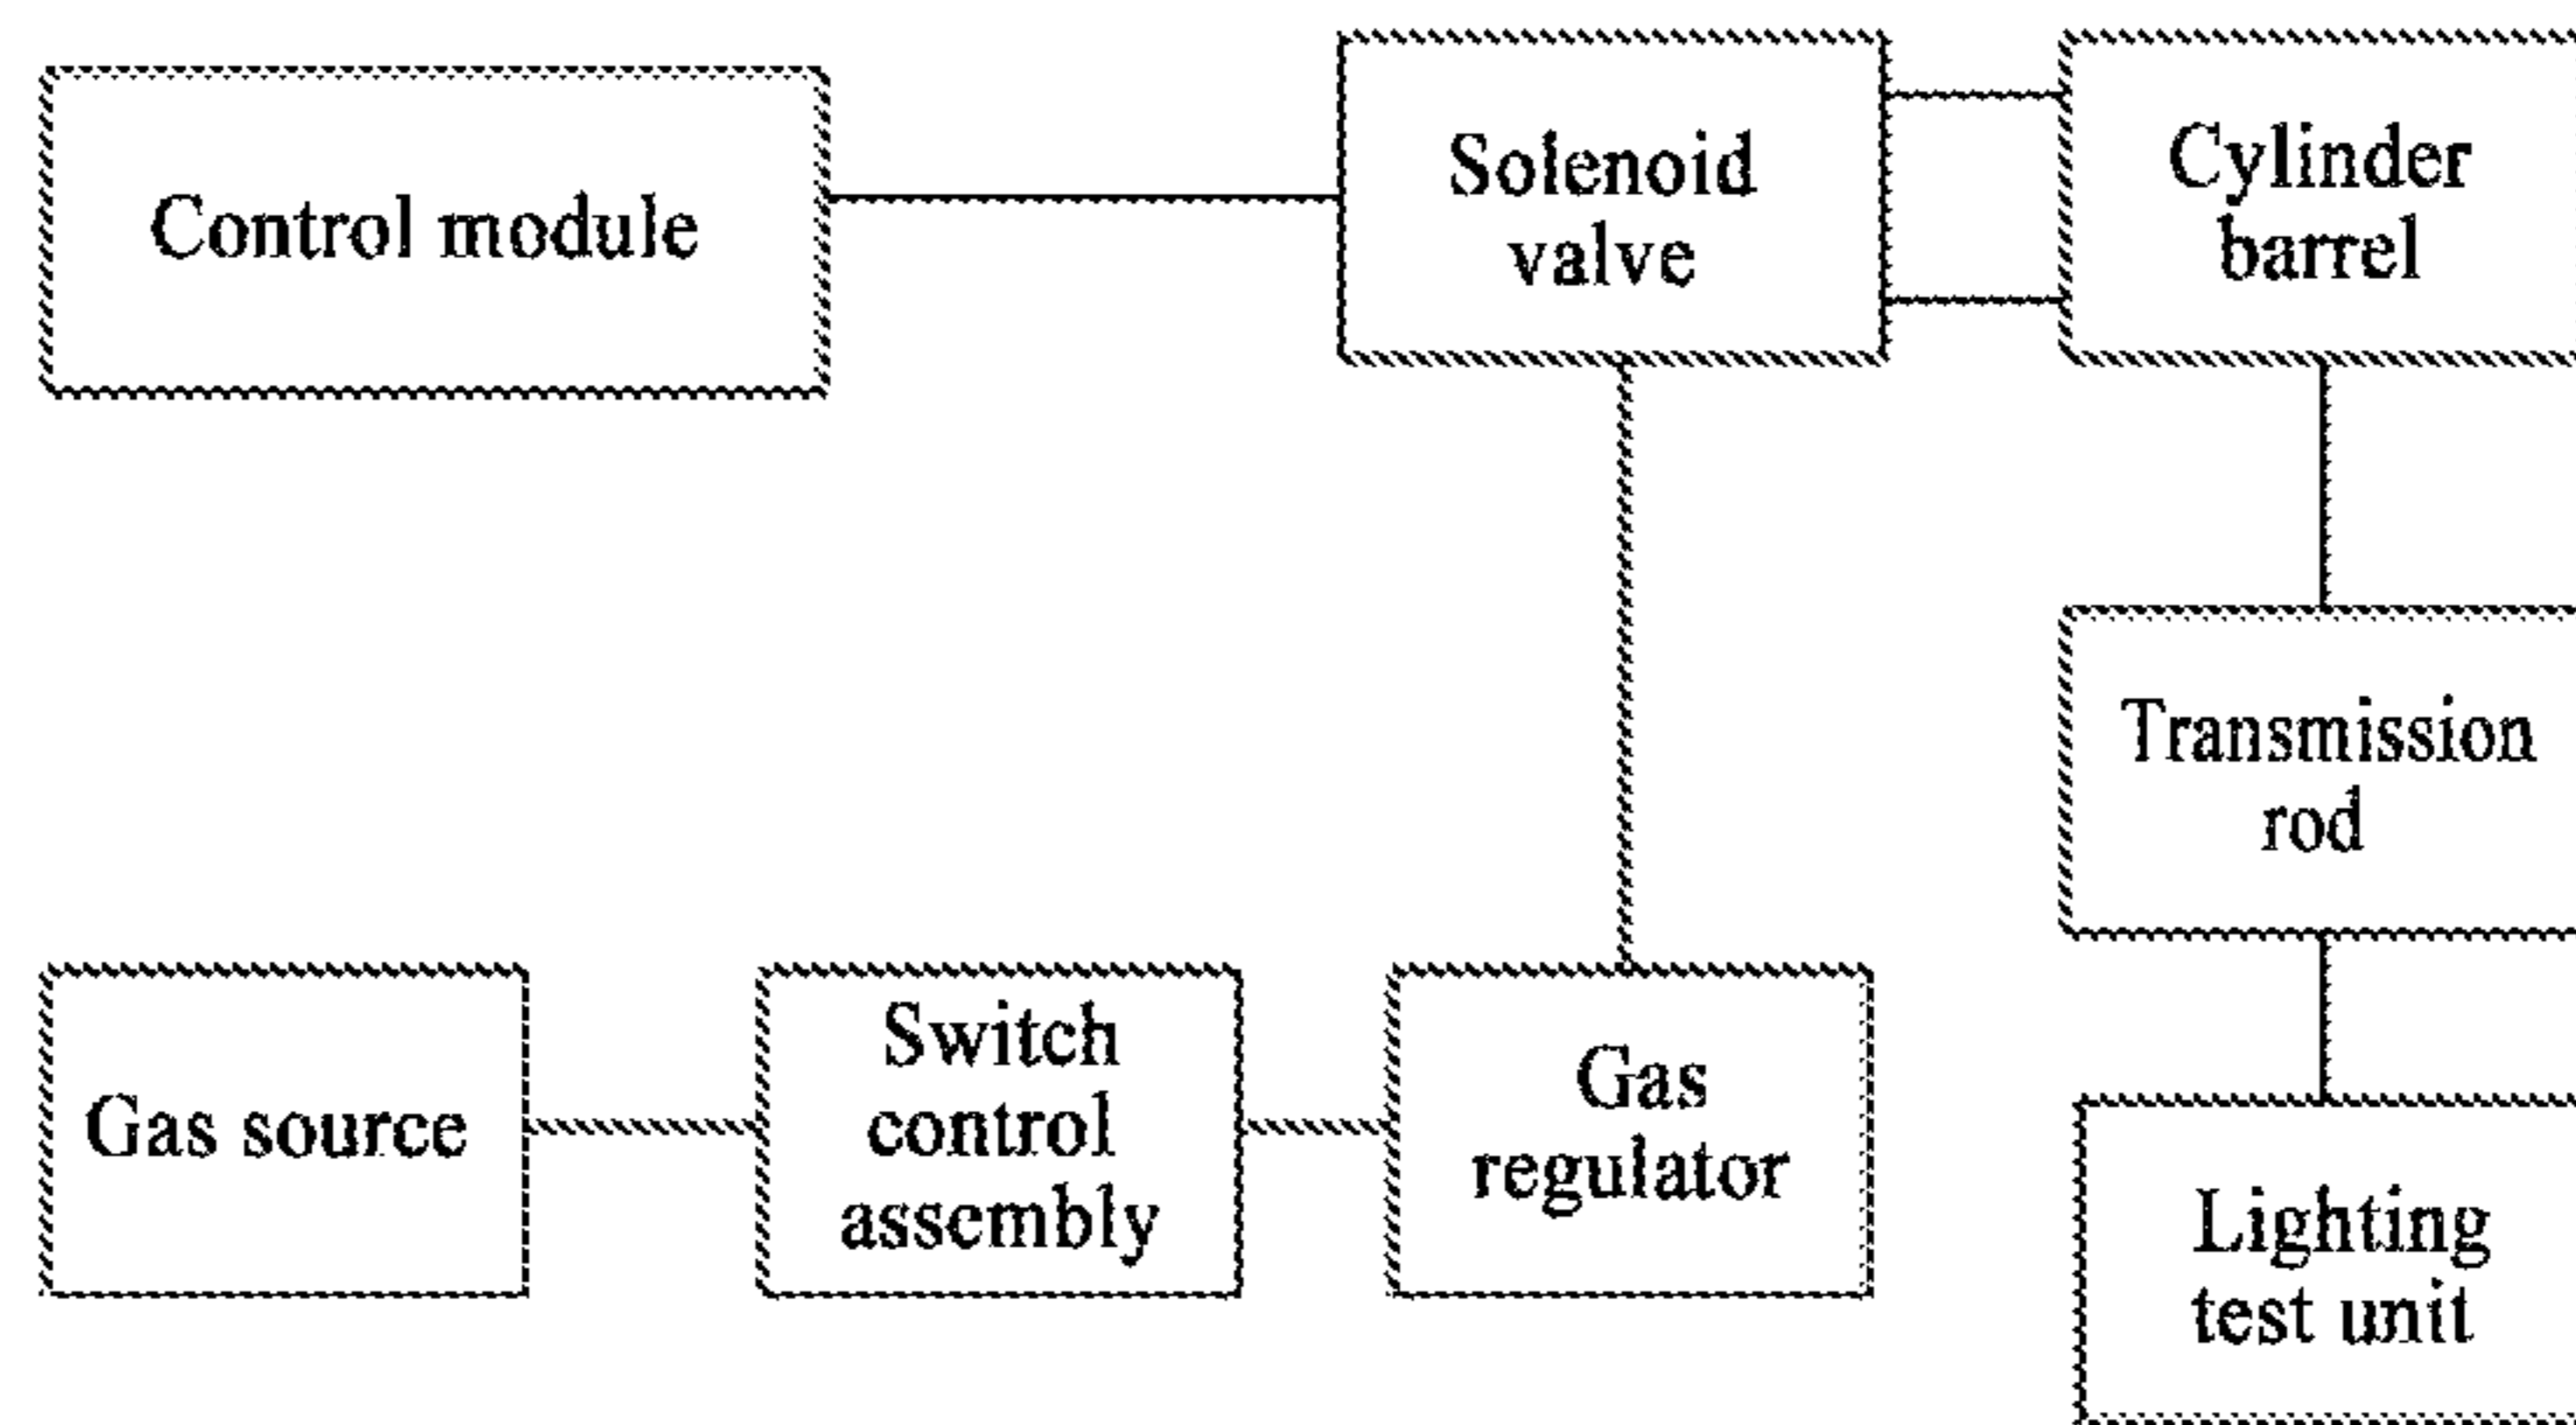 Control module
Solenoid
valve
Cylinder
barrel
Transmission
rod
Gas source
Switch
control
assembly
Gas
regulator
Lighting
test unit